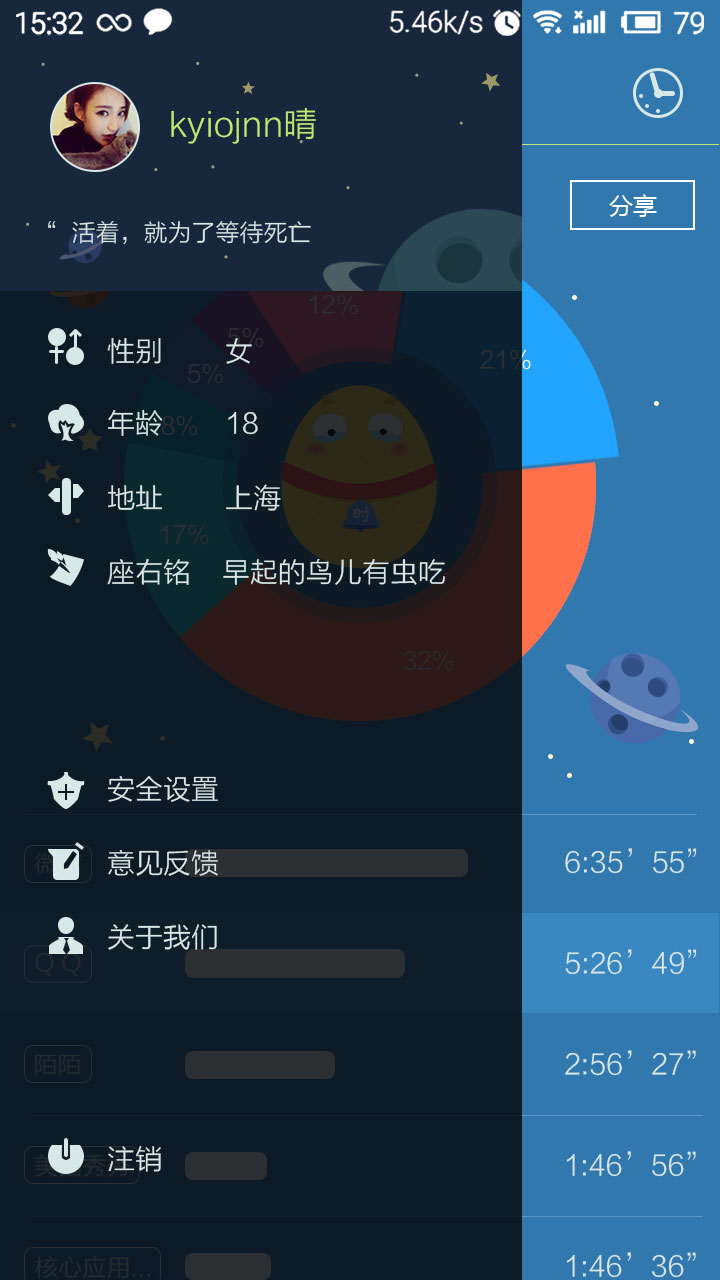 15:32 5.46k/s 79
kyiojnn晴
分享
“ 活着，就为了等待死亡
12%
5%
21%
5%
8%
17%
32%
时
性别 女
年龄 18
地址 上海
座右铭 早起的鸟儿有虫吃
安全设置
意见反馈 6:35’55”
关于我们
QQ 5:26’49”
陌陌 2:56’27”
注销 1:46’56”
核心应用... 1:46’36”